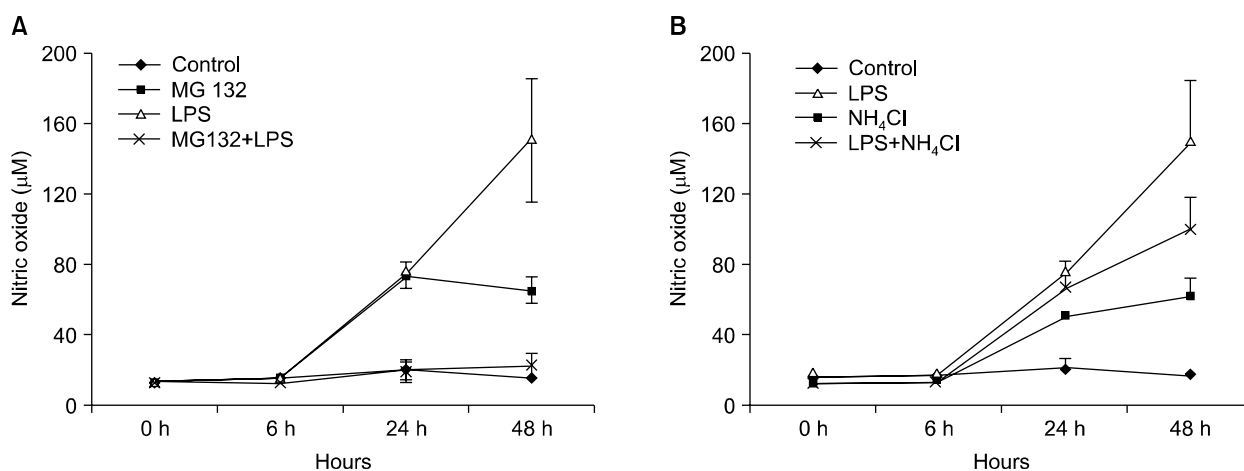 A
Nitric oxide (μM)
200
160
120
80
40
0
Control
MG 132
LPS
MG132+LPS
0 h 6 h 24 h 48 h
Hours
B
Nitric oxide (μM)
200
160
120
80
40
0
Control
LPS
NH₄Cl
LPS+NH₄Cl
0 h 6 h 24 h 48 h
Hours